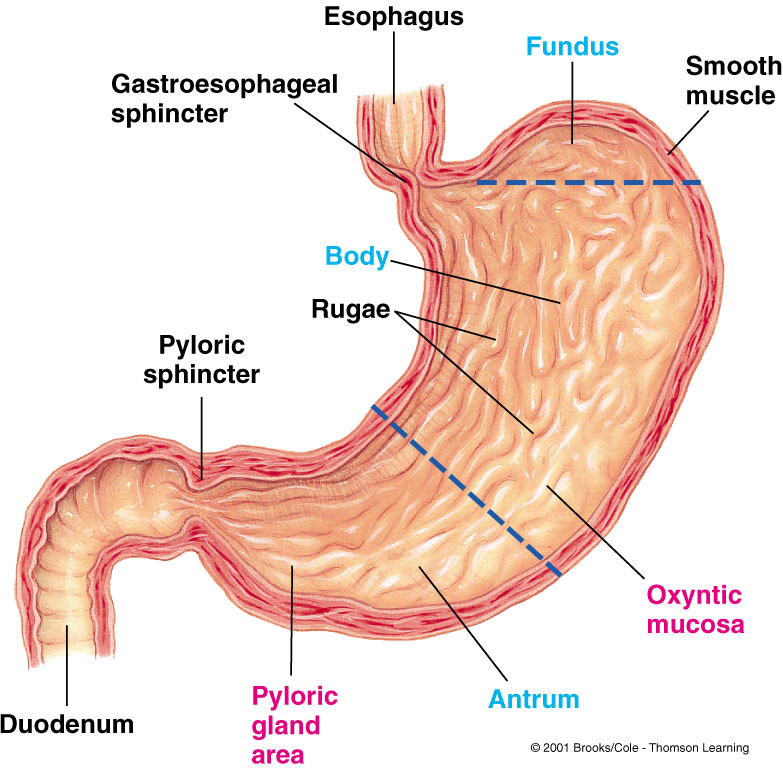 Esophagus
Fundus
Smooth
muscle
Gastroesophageal
sphincter
Body
Rugae
Pyloric
sphincter
Oxyntic
mucosa
Pyloric
gland
area
Antrum
Duodenum
© 2001 Brooks/Cole - Thomson Learning